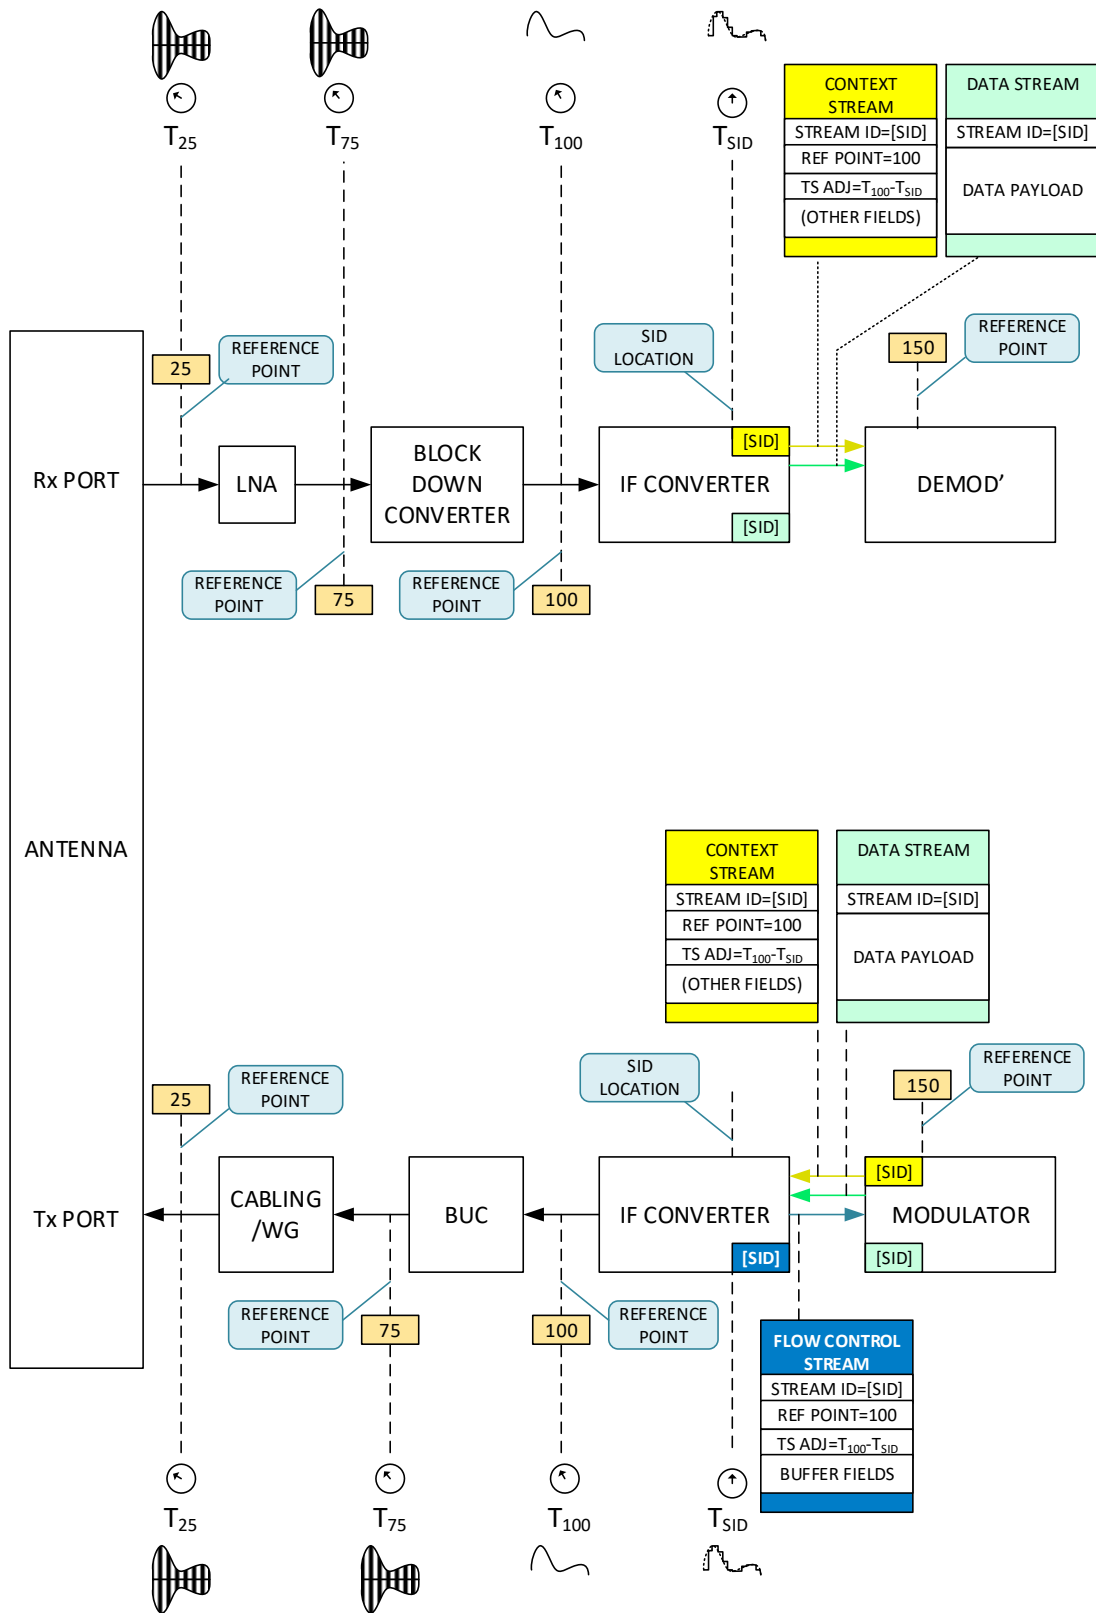 T25
T75
T100
TSID
CONTEXT
STREAM
STREAM ID=[SID]
REF POINT=100
TS ADJ=T100-TSID
(OTHER FIELDS)
DATA STREAM
STREAM ID=[SID]
DATA PAYLOAD
25
REFERENCE
POINT
SID
LOCATION
150
REFERENCE
POINT
Rx PORT
LNA
BLOCK
DOWN
CONVERTER
IF CONVERTER
[SID]
[SID]
DEMOD’
REFERENCE
POINT
75
REFERENCE
POINT
100
ANTENNA
CONTEXT
STREAM
STREAM ID=[SID]
REF POINT=100
TS ADJ=T100-TSID
(OTHER FIELDS)
DATA STREAM
STREAM ID=[SID]
DATA PAYLOAD
25
REFERENCE
POINT
SID
LOCATION
150
REFERENCE
POINT
Tx PORT
CABLING
/WG
BUC
IF CONVERTER
[SID]
[SID]
MODULATOR
[SID]
REFERENCE
POINT
75
100
REFERENCE
POINT
FLOW CONTROL
STREAM
STREAM ID=[SID]
REF POINT=100
TS ADJ=T100-TSID
BUFFER FIELDS
T25
T75
T100
TSID